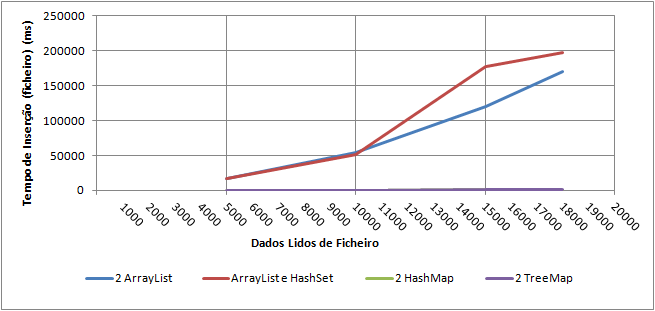 250000
200000
150000
100000
50000
0
Tempo de Inserção (ficheiro) (ms)
1000 2000 3000 4000 5000 6000 7000 8000 9000 10000 11000 12000 13000 14000 15000 16000 17000 18000 19000 20000
Dados Lidos de Ficheiro
2 ArrayList ArrayList e HashSet 2 HashMap 2 TreeMap